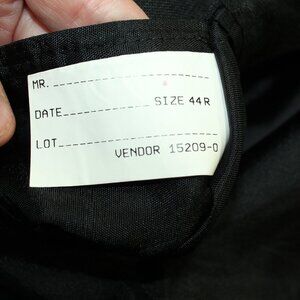 MR.
DATE SIZE 44R
LOT
VENDOR 15209-0